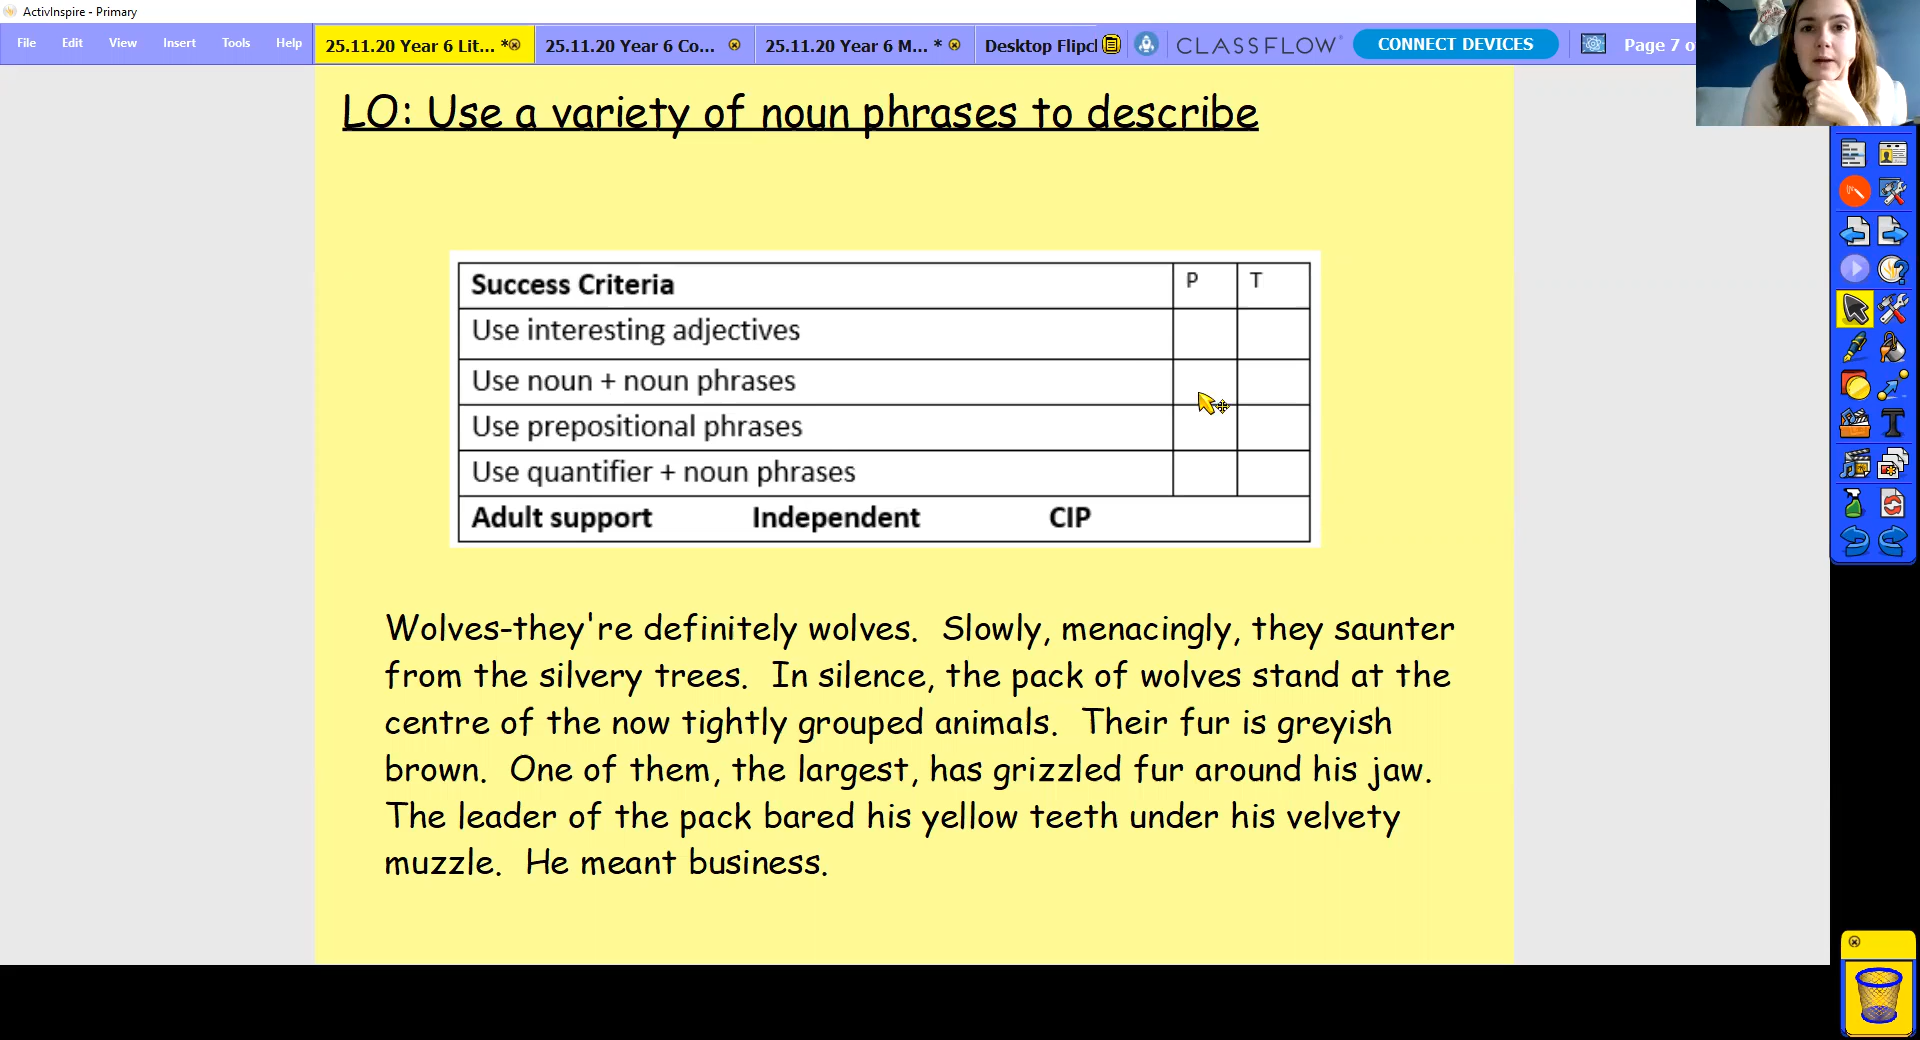 ActivInspire - Primary
File Edit View Insert Tools Help 25.11.20 Year 6 Lit... * 25.11.20 Year 6 Co... 25.11.20 Year 6 M... * Desktop Flipcl CLASSFLOW CONNECT DEVICES Page 7 o
LO: Use a variety of noun phrases to describe
Success Criteria P T
Use interesting adjectives
Use noun + noun phrases
Use prepositional phrases
Use quantifier + noun phrases
Adult support Independent CIP
Wolves-they're definitely wolves. Slowly, menacingly, they saunter
from the silvery trees. In silence, the pack of wolves stand at the
centre of the now tightly grouped animals. Their fur is greyish
brown. One of them, the largest, has grizzled fur around his jaw.
The leader of the pack bared his yellow teeth under his velvety
muzzle. He meant business.